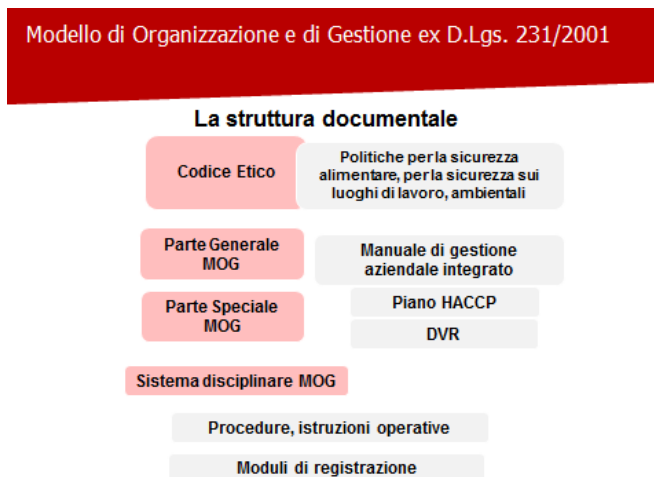 Modello di Organizzazione e di Gestione ex D.Lgs. 231/2001
La struttura documentale
Codice Etico
Politiche per la sicurezza
alimentare, per la sicurezza sui
luoghi di lavoro, ambientali
Parte Generale
MOG
Manuale di gestione
aziendale integrato
Parte Speciale
MOG
Piano HACCP
DVR
Sistema disciplinare MOG
Procedure, istruzioni operative
Moduli di registrazione